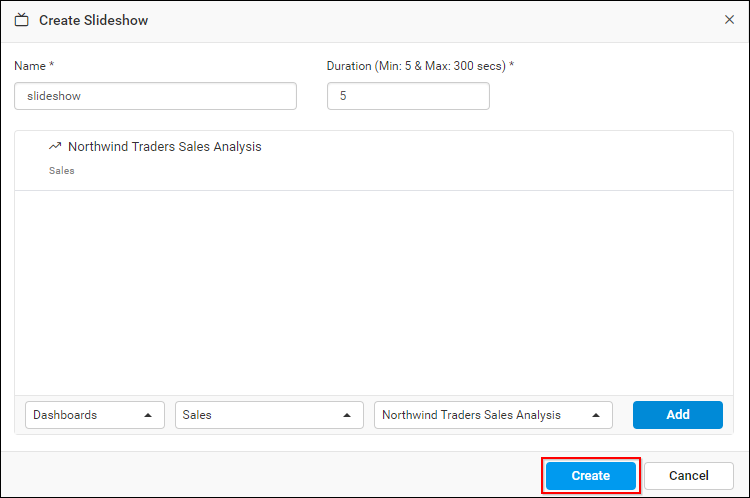 Create Slideshow
Name * Duration (Min: 5 & Max: 300 secs) *
slideshow 5
Northwind Traders Sales Analysis
Sales
Dashboards Sales Northwind Traders Sales Analysis Add
Create Cancel